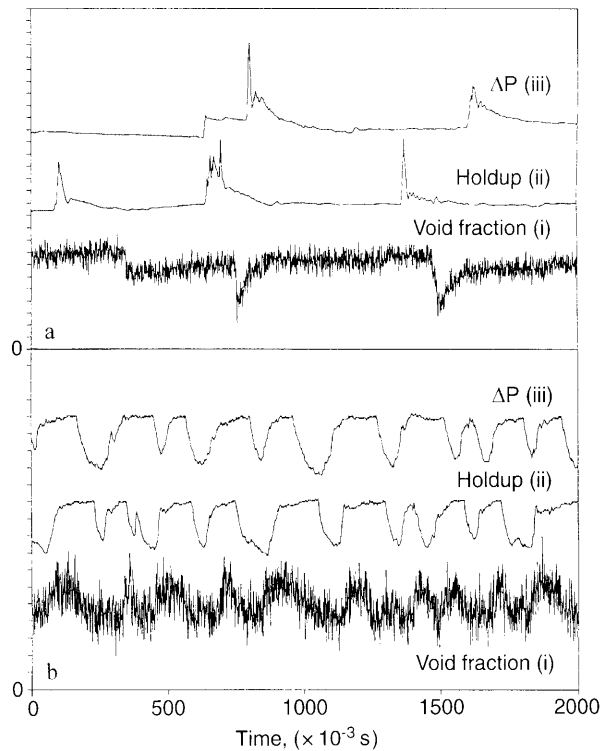 ΔP (iii)
Holdup (ii)
Void fraction (i)
a
0
ΔP (iii)
Holdup (ii)
Void fraction (i)
b
0
0 500 1000 1500 2000
Time, (× 10⁻³ s)